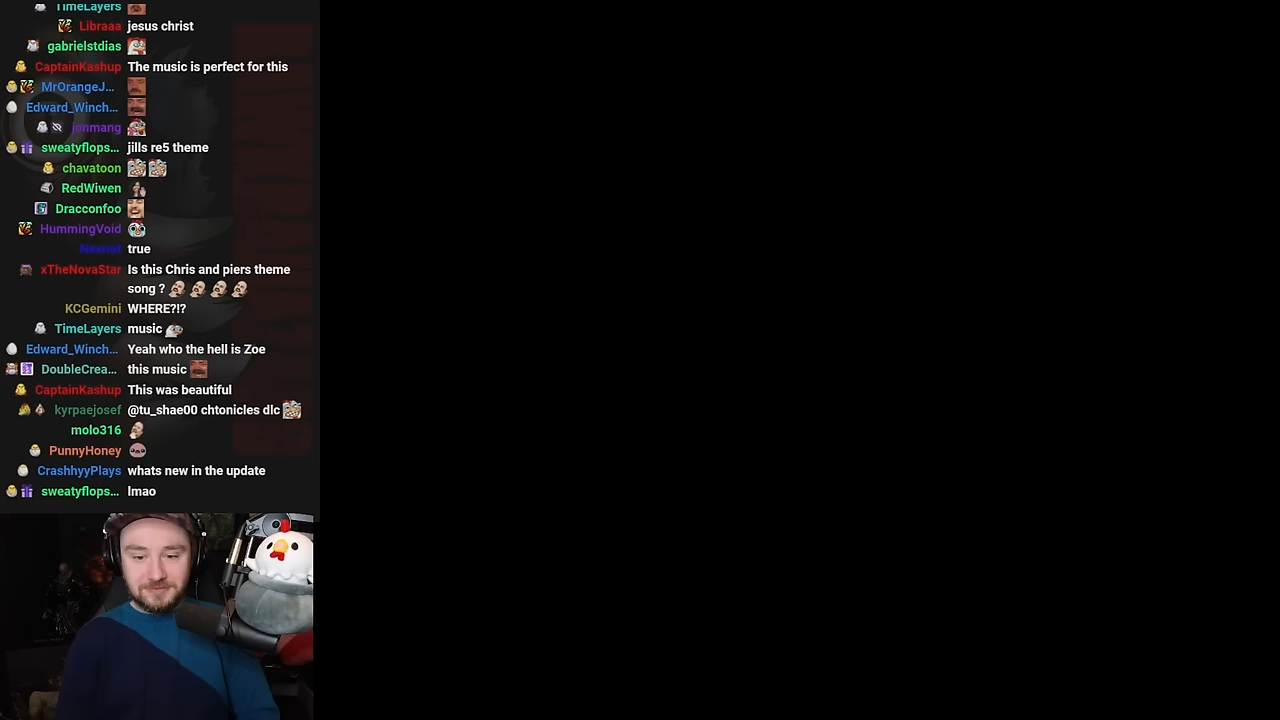 TimeLayers
Libraaa jesus christ
gabrielstdias
CaptainKashup The music is perfect for this
MrOrangeJ...
Edward_Winch...
jonmang
sweatyflops... jills re5 theme
chavatoon
RedWiwen
Dracconfoo
HummingVoid
true
xTheNovaStar Is this Chris and piers theme
song ?
KCGemini WHERE?!?
TimeLayers music
Edward_Winch... Yeah who the hell is Zoe
DoubleCrea... this music
CaptainKashup This was beautiful
kyrpaejosef @tu_shae00 chtonicles dlc
molo316
PunnyHoney
CrashhyyPlays whats new in the update
sweatyflops... lmao